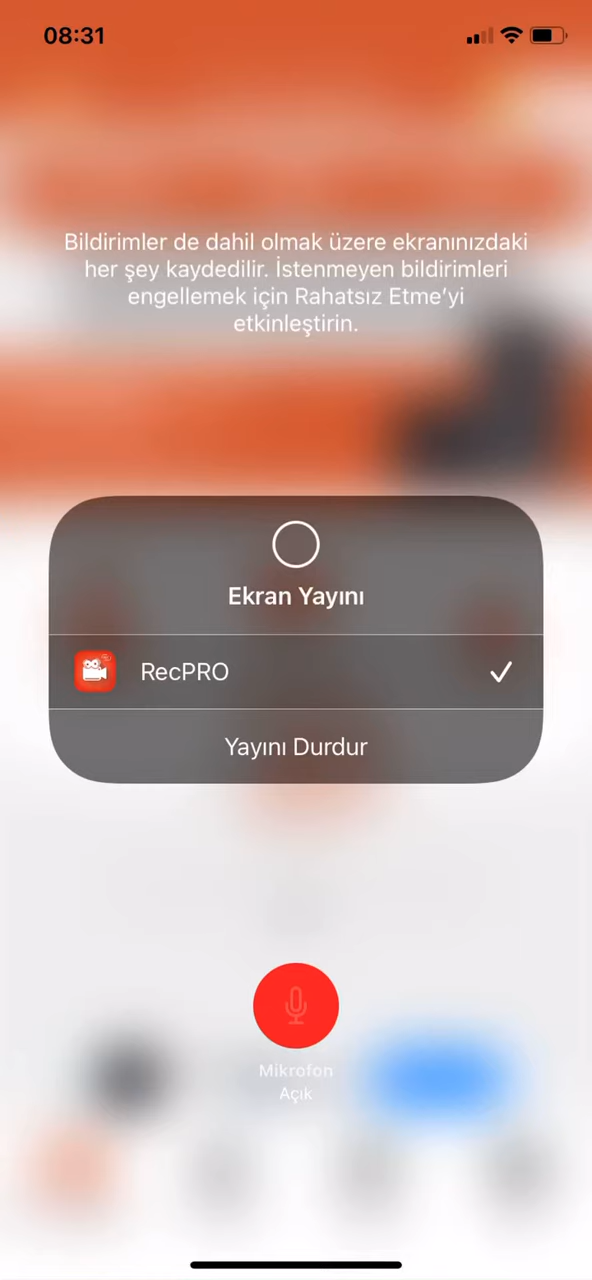 08:31
Bildirimler de dahil olmak üzere ekranınızdaki
her şey kaydedilir. İstenmeyen bildirimleri
engellemek için Rahatsız Etme’yi
etkinleştirin.
Ekran Yayını
RecPRO
Yayını Durdur
Mikrofon
Açık